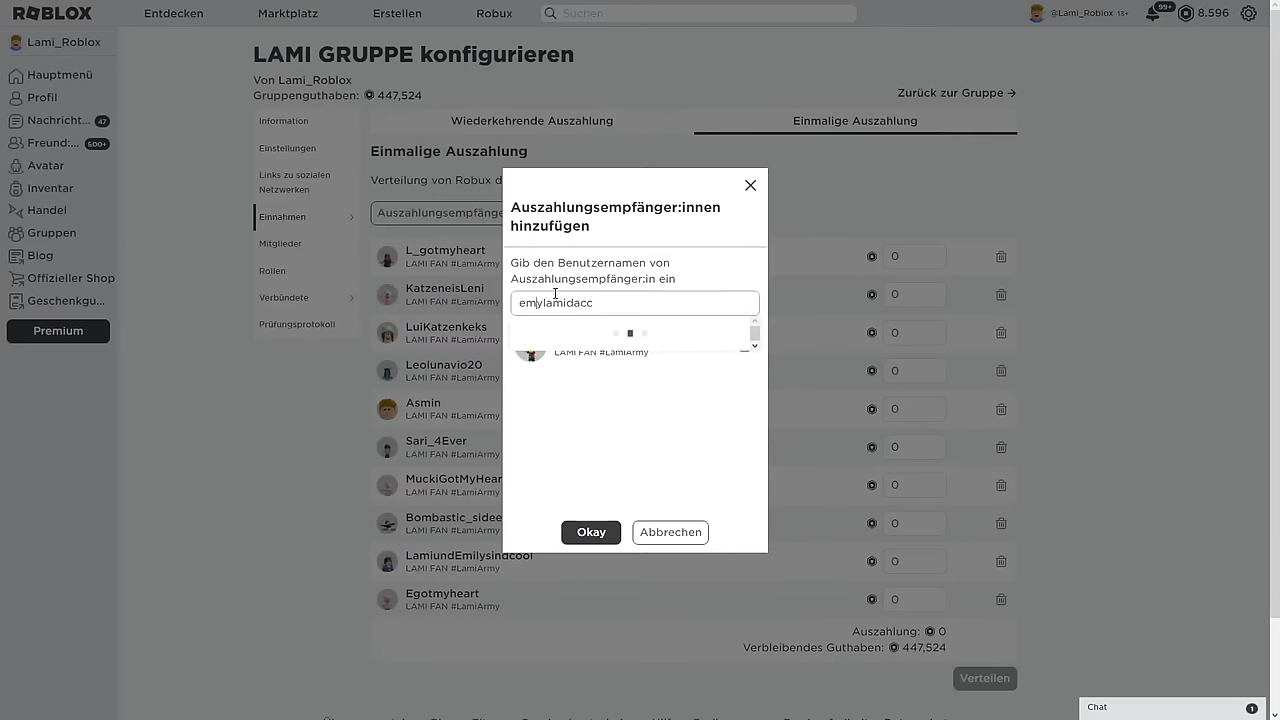 ROBLOX Entdecken Marktplatz Erstellen Robux Suchen @Lami_Roblox 13+ 99+ 8.596
Lami_Roblox
Hauptmenü
Profil
Nachricht... 47
Freund:... 500+
Avatar
Inventar
Handel
Gruppen
Blog
Offizieller Shop
Geschenkgu...
Premium
LAMI GRUPPE konfigurieren
Von Lami_Roblox
Gruppenguthaben: 447,524
Zurück zur Gruppe →
Information
Einstellungen
Links zu sozialen
Netzwerken
Einnahmen
Mitglieder
Rollen
Verbündete
Prüfungsprotokoll
Wiederkehrende Auszahlung Einmalige Auszahlung
Einmalige Auszahlung
Verteilung von Robux d
Auszahlungsempfänge
L_gotmyheart
LAMI FAN #LamiArmy
0
KatzeneisLeni
LAMI FAN #LamiArmy
0
LuiKatzenkeks
LAMI FAN #LamiArmy
0
Leolunavio20
LAMI FAN #LamiArmy
0
Asmin
LAMI FAN #LamiArmy
0
Sari_4Ever
LAMI FAN #LamiArmy
0
MuckiGotMyHear
LAMI FAN #LamiArmy
0
Bombastic_sidee
LAMI FAN #LamiArmy
0
LamiundEmilysindcool
LAMI FAN #LamiArmy
0
Egotmyheart
LAMI FAN #LamiArmy
0
Auszahlung: 0
Verbleibendes Guthaben: 447,524
Verteilen
Auszahlungsempfänger:innen
hinzufügen
Gib den Benutzernamen von
Auszahlungsempfänger:in ein
emylamidacc
LAMI FAN #LamiArmy
Okay Abbrechen
Chat 1